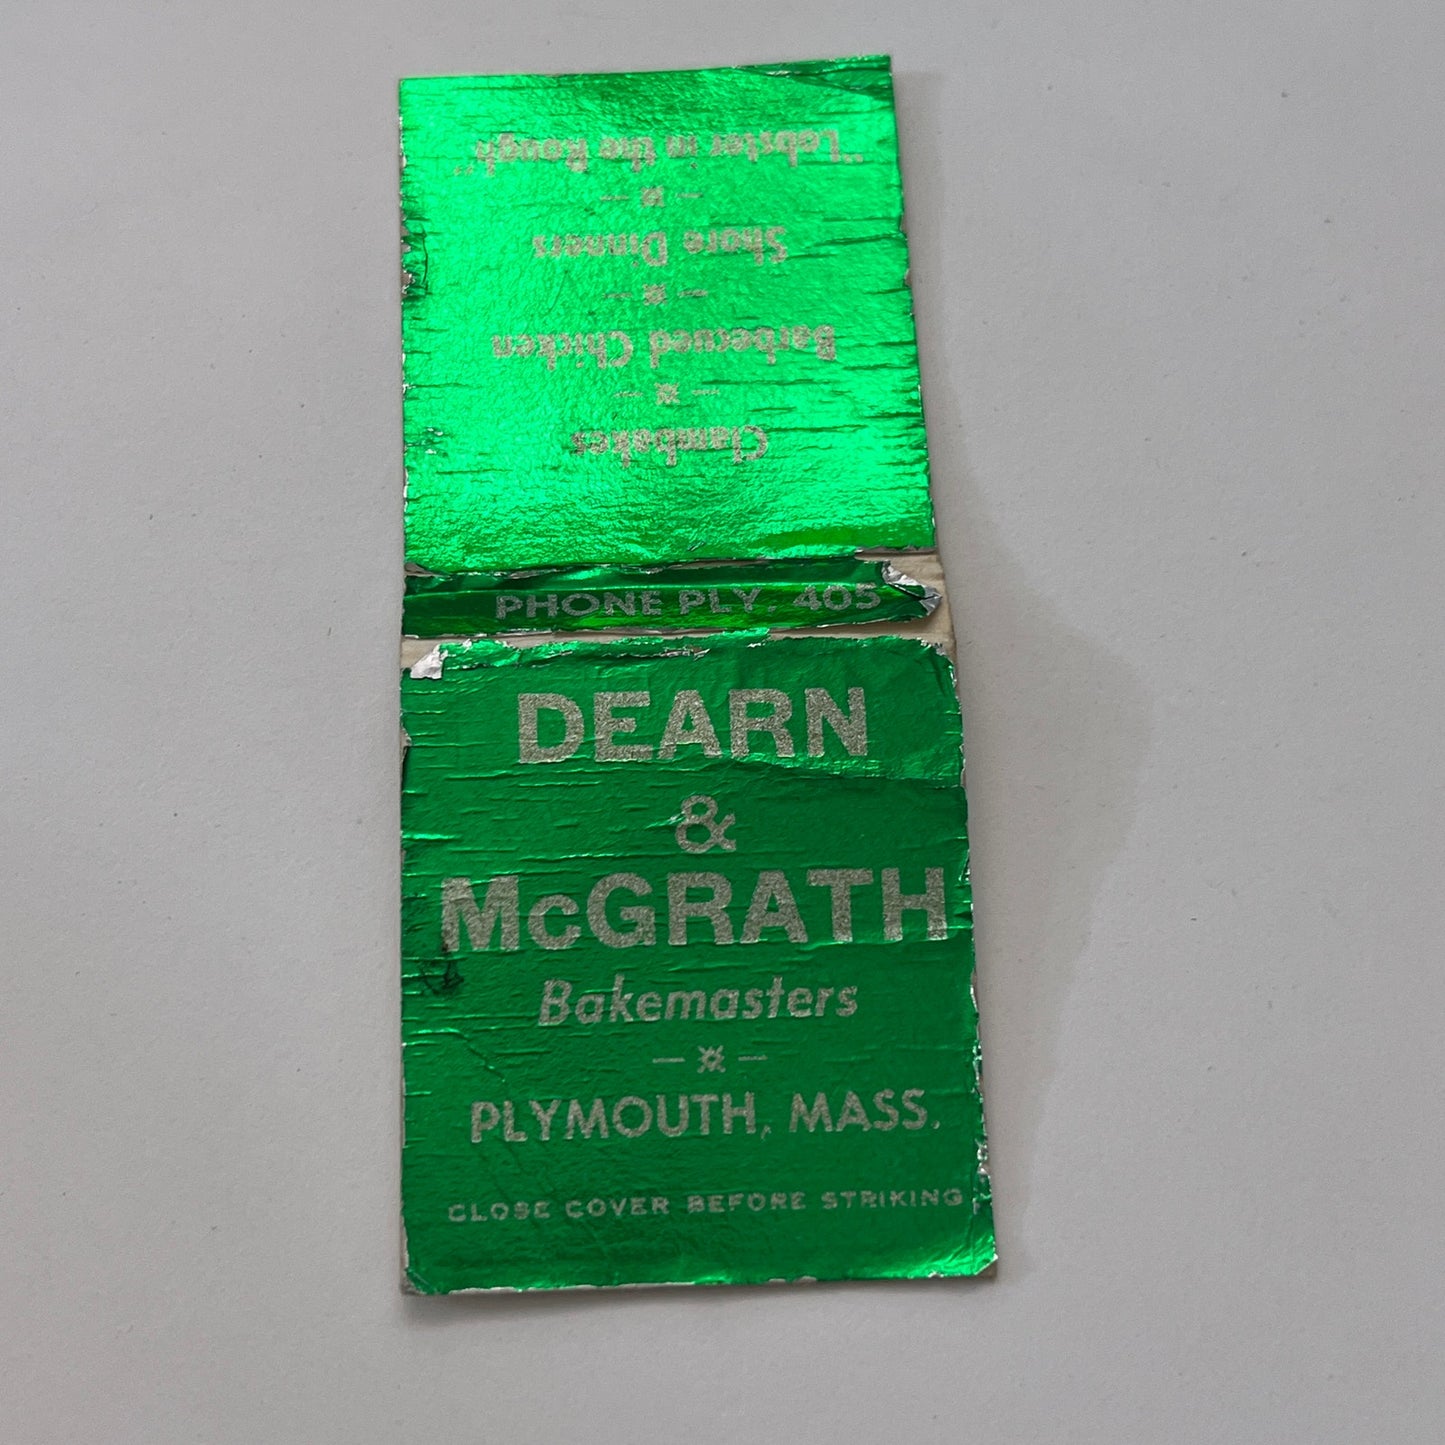 Clambakes
Barbecued Chicken
Shore Dinners
"Lobster in the Rough"
PHONE PLY. 405
DEARN
&
McGRATH
Bakemasters
PLYMOUTH, MASS.
CLOSE COVER BEFORE STRIKING